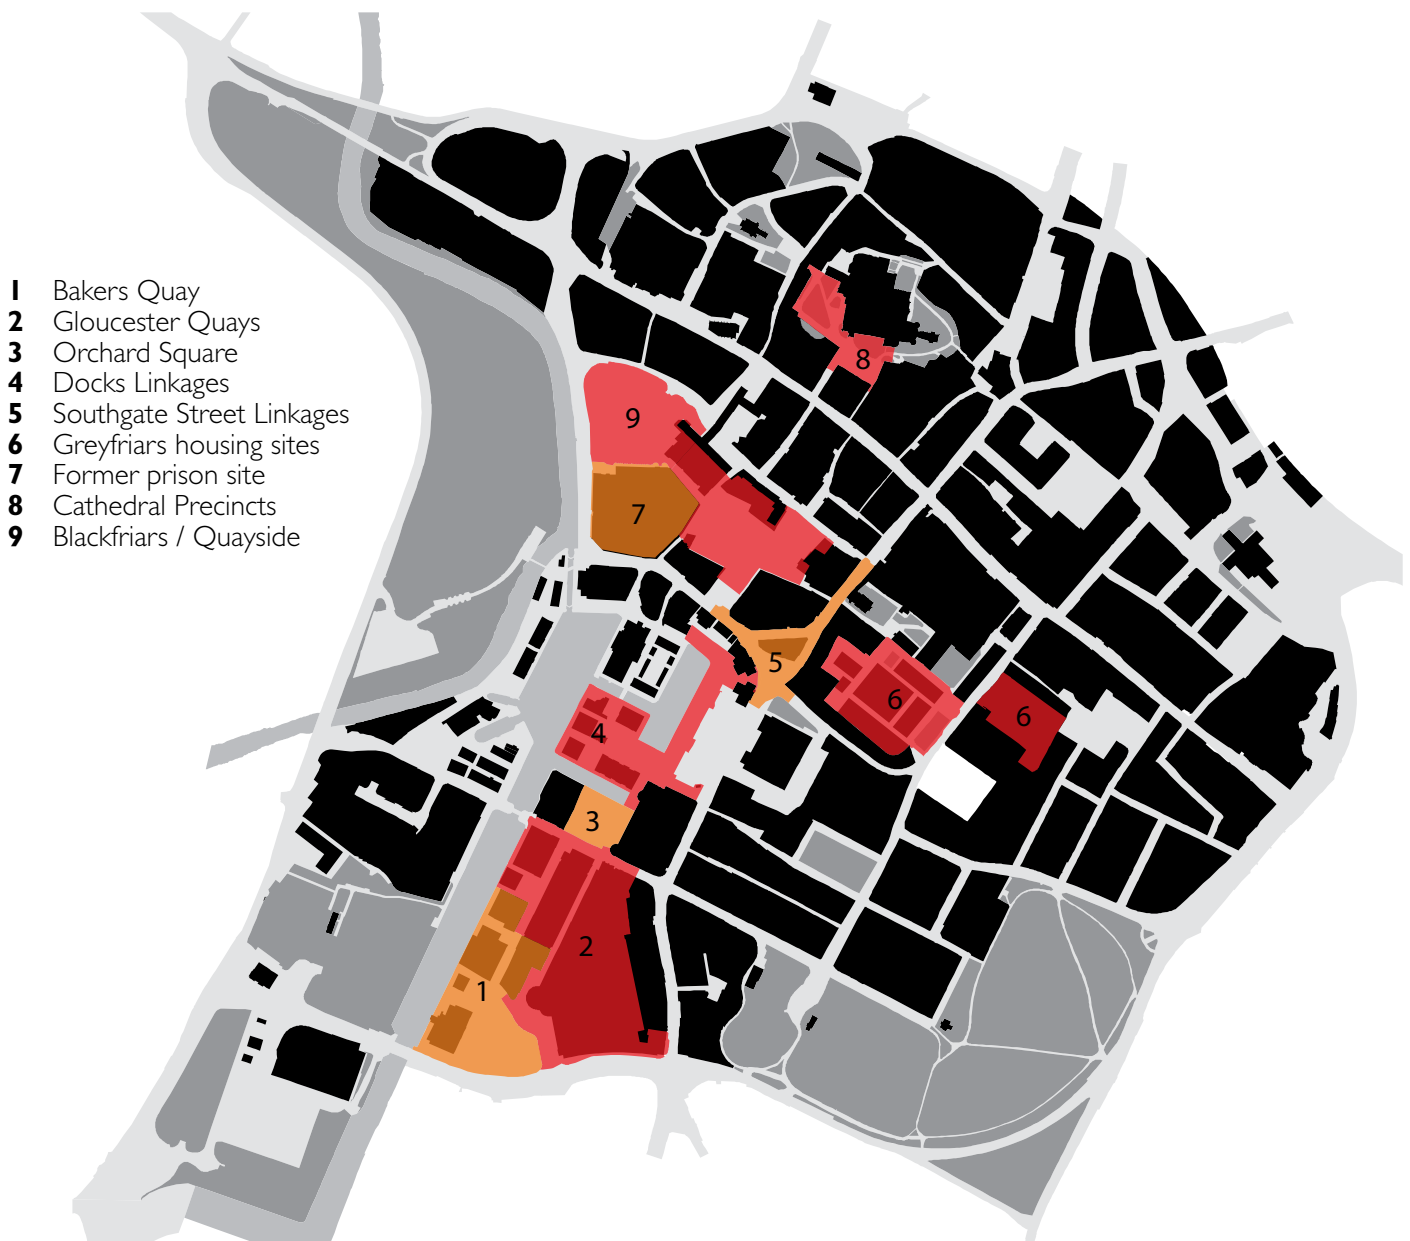 1 Bakers Quay
2 Gloucester Quays
3 Orchard Square
4 Docks Linkages
5 Southgate Street Linkages
6 Greyfriars housing sites
7 Former prison site
8 Cathedral Precincts
9 Blackfriars / Quayside
8
9
7
5
6
6
4
3
2
1